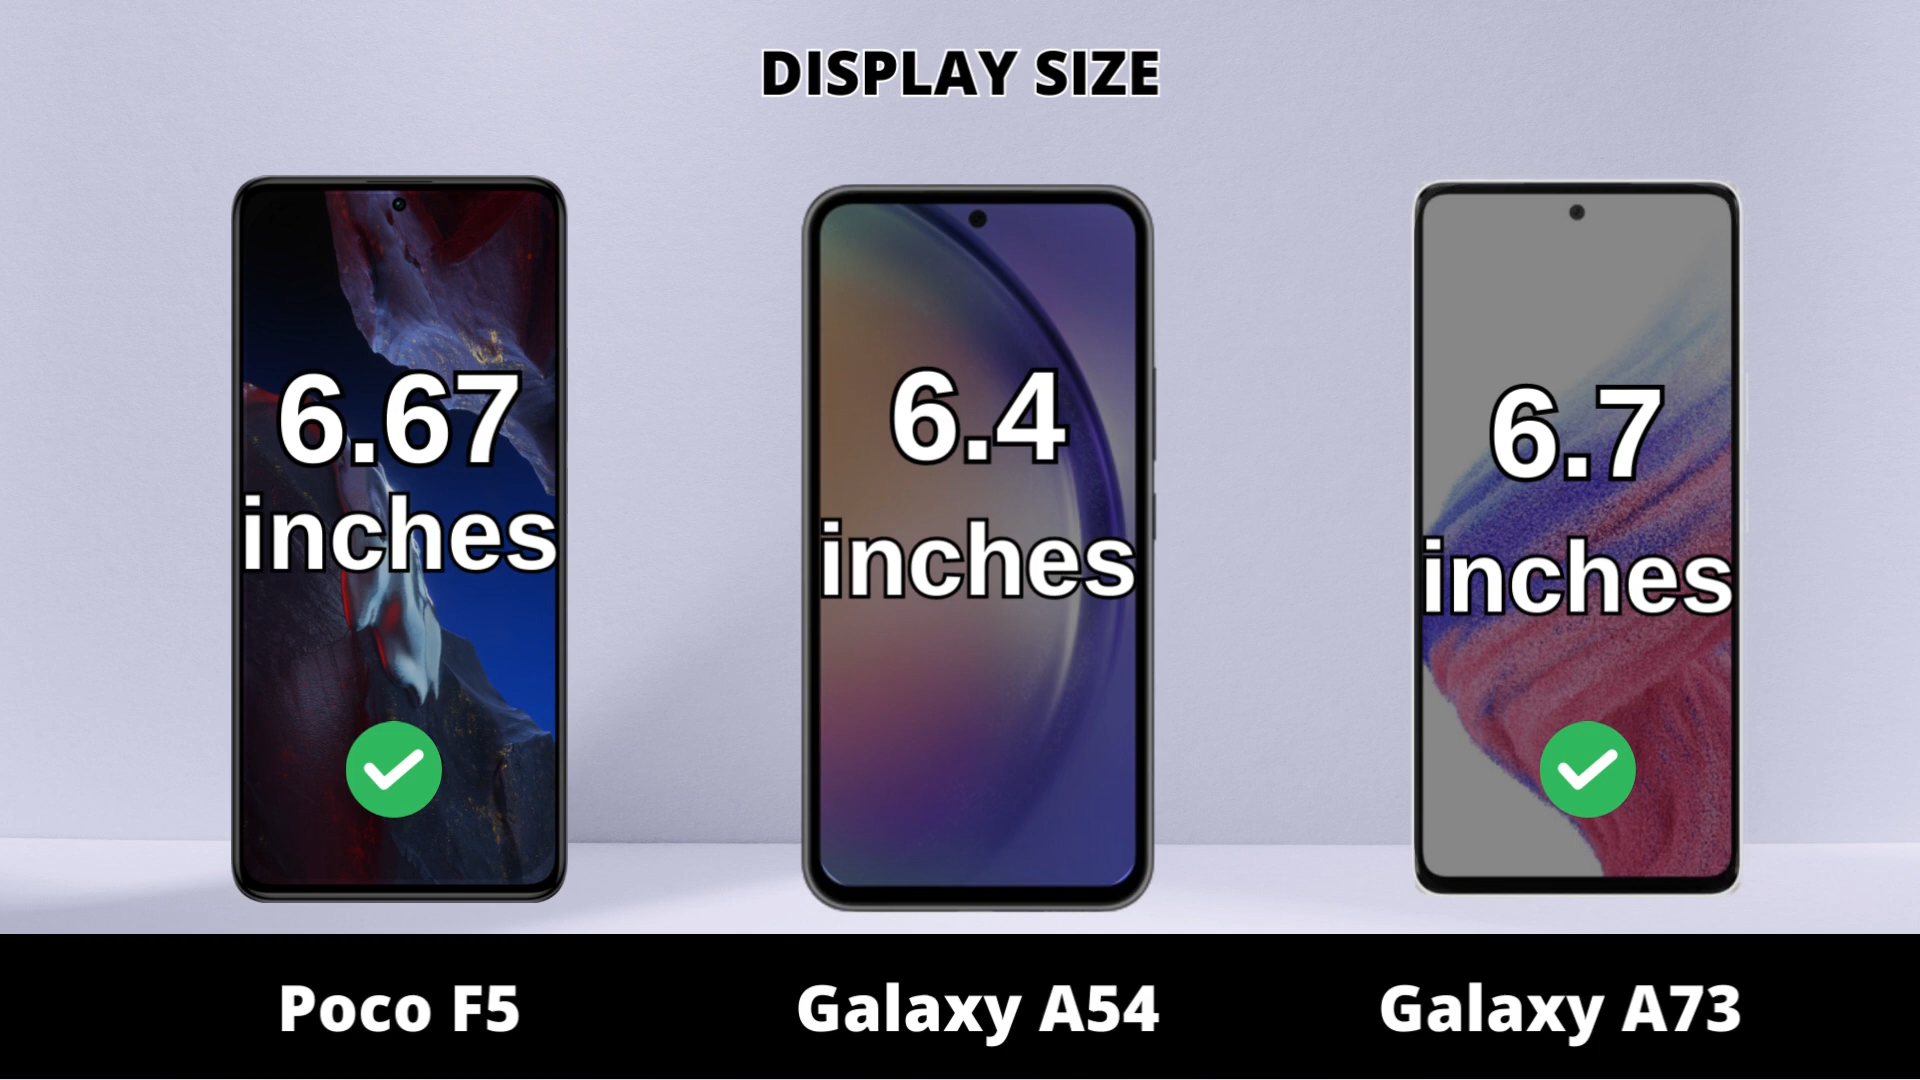 DISPLAY SIZE
6.67
inches
6.4
inches
6.7
inches
Poco F5
Galaxy A54
Galaxy A73